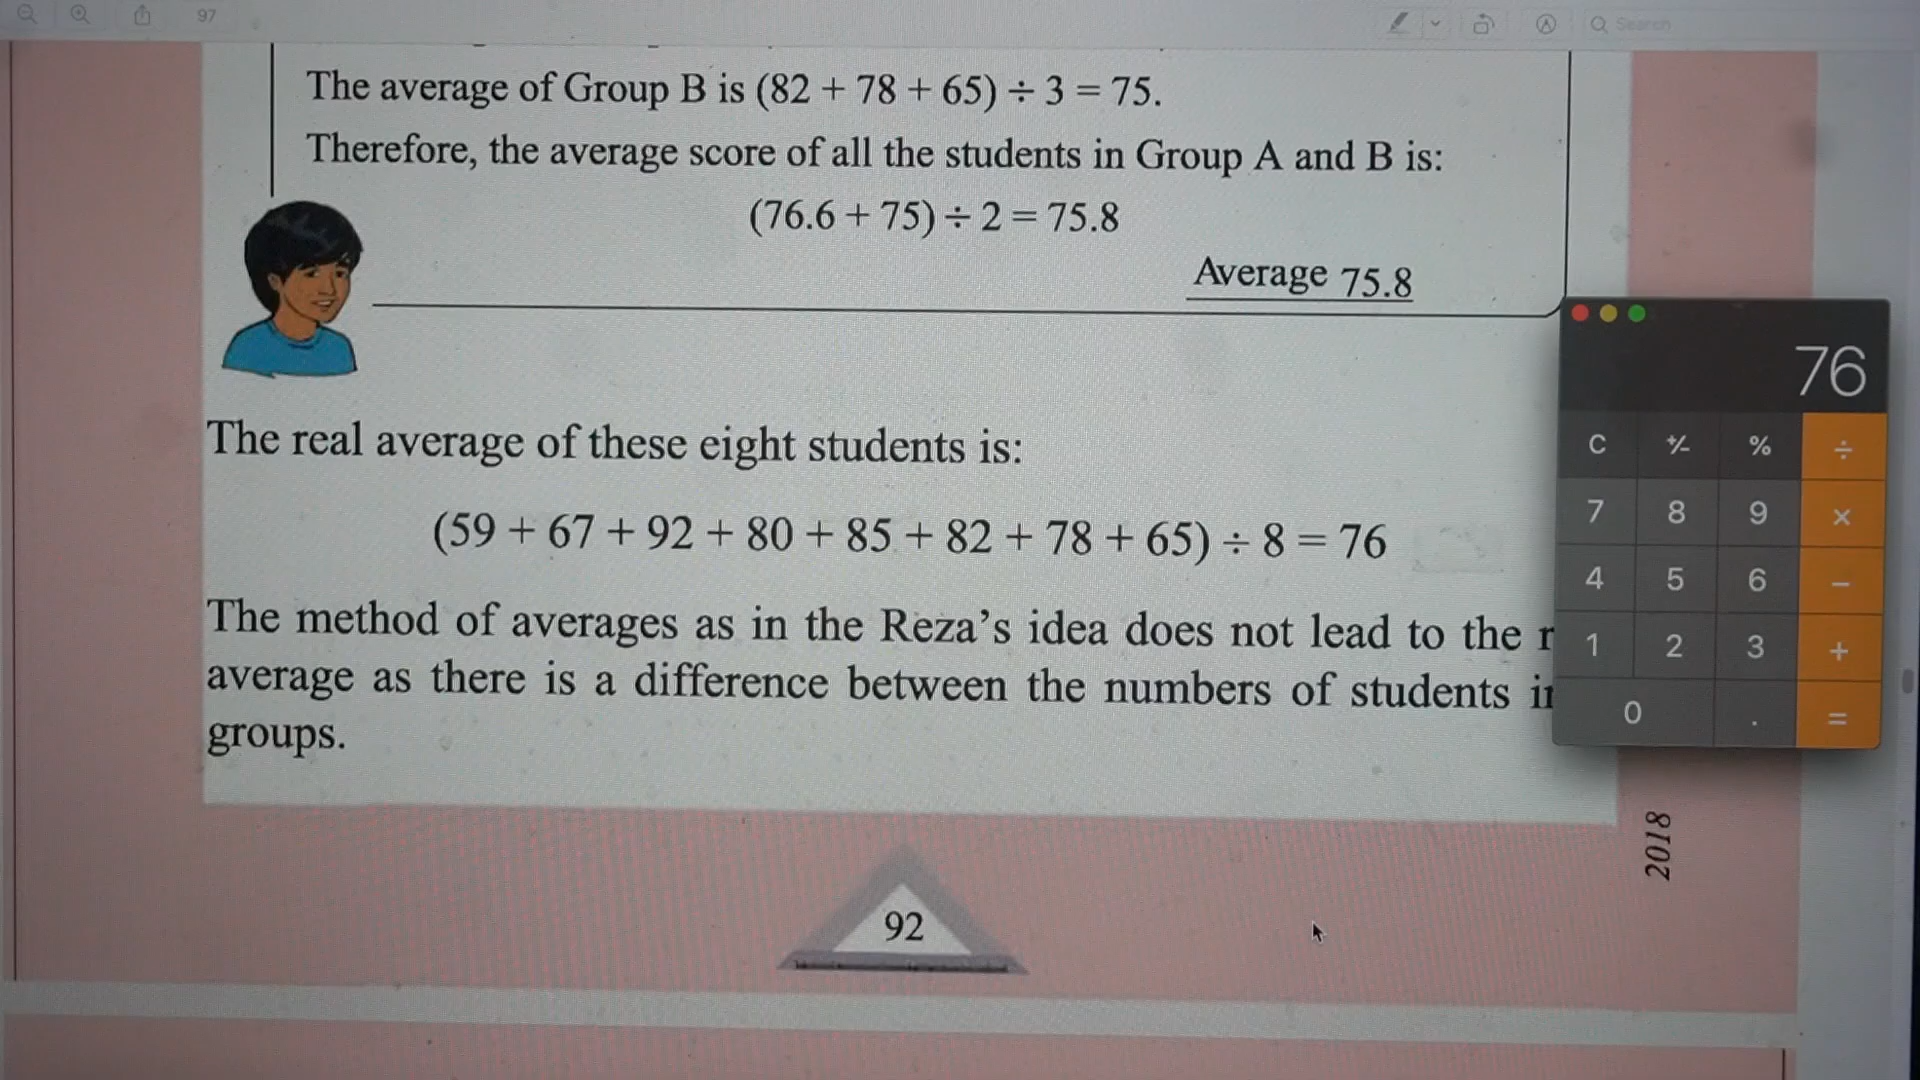 97
Search
The average of Group B is (82 + 78 + 65) ÷ 3 = 75.
Therefore, the average score of all the students in Group A and B is:
(76.6 + 75) ÷ 2 = 75.8
Average 75.8
The real average of these eight students is:
(59 + 67 + 92 + 80 + 85 + 82 + 78 + 65) ÷ 8 = 76
The method of averages as in the Reza's idea does not lead to the
average as there is a difference between the numbers of students
groups.
76
C +/- % ÷
7 8 9 ×
4 5 6 −
1 2 3 +
0 . =
2018
92